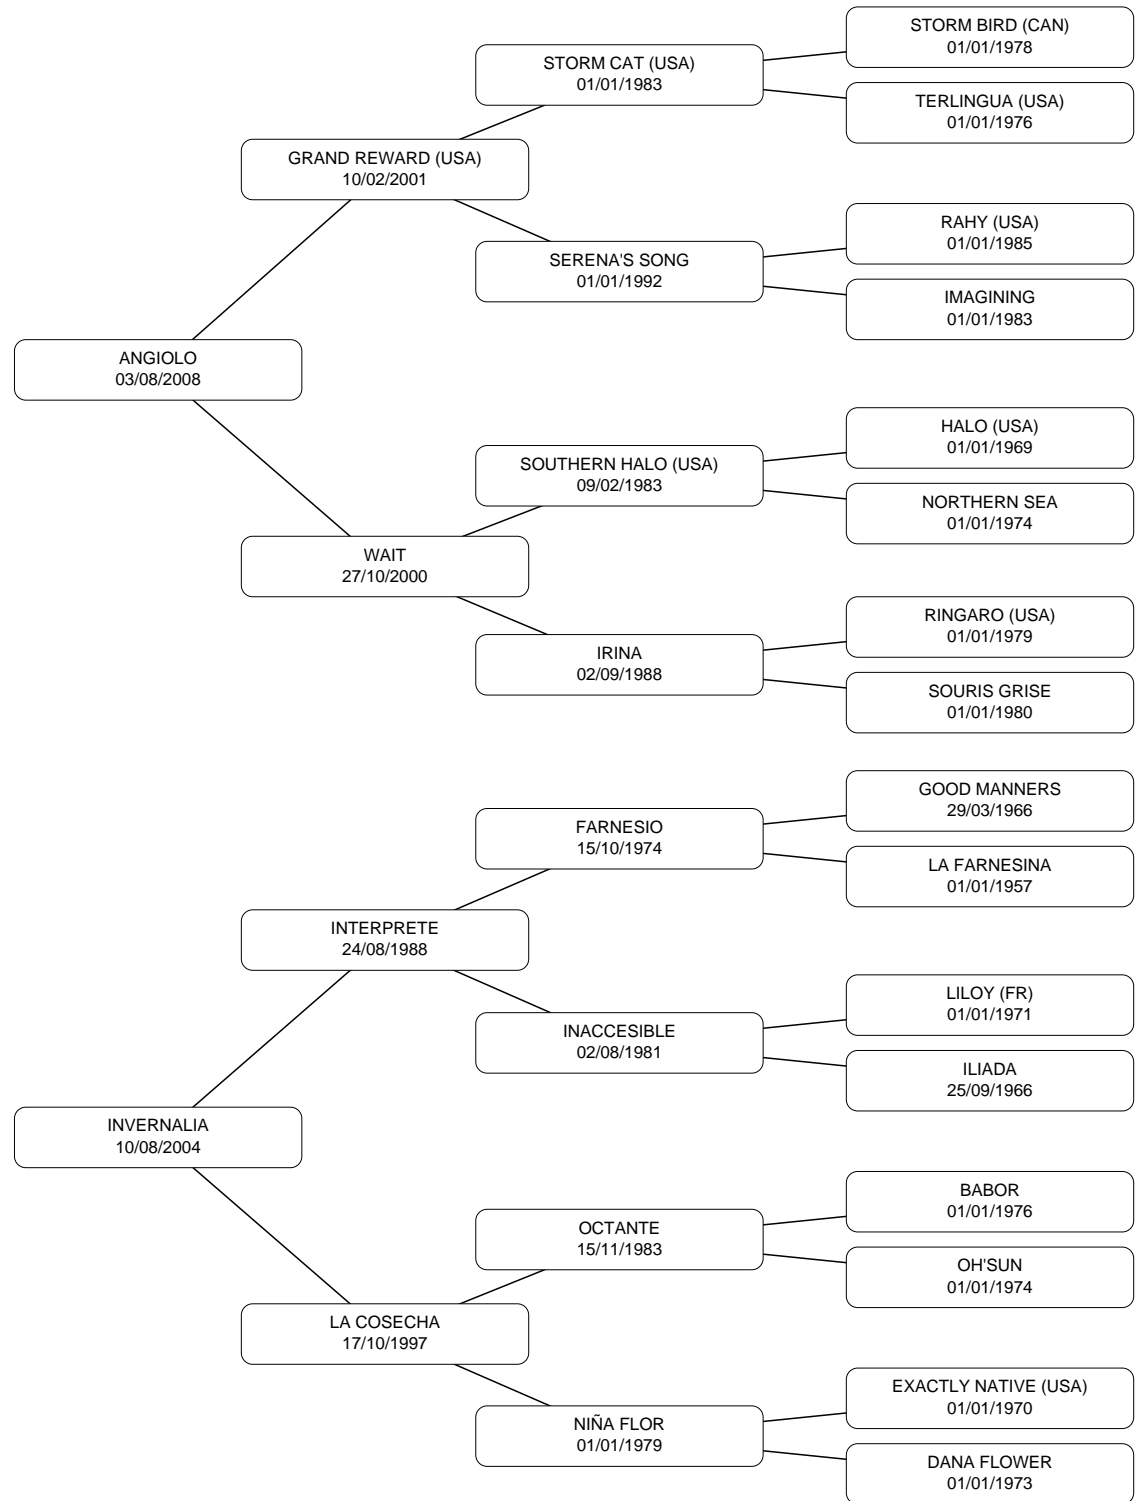 STORM BIRD (CAN)
01/01/1978
STORM CAT (USA)
01/01/1983
TERLINGUA (USA)
01/01/1976
GRAND REWARD (USA)
10/02/2001
RAHY (USA)
01/01/1985
SERENA'S SONG
01/01/1992
IMAGINING
01/01/1983
ANGIOLO
03/08/2008
HALO (USA)
01/01/1969
SOUTHERN HALO (USA)
09/02/1983
NORTHERN SEA
01/01/1974
WAIT
27/10/2000
RINGARO (USA)
01/01/1979
IRINA
02/09/1988
SOURIS GRISE
01/01/1980
GOOD MANNERS
29/03/1966
FARNESIO
15/10/1974
LA FARNESINA
01/01/1957
INTERPRETE
24/08/1988
LILOY (FR)
01/01/1971
INACCESIBLE
02/08/1981
ILIADA
25/09/1966
INVERNALIA
10/08/2004
BABOR
01/01/1976
OCTANTE
15/11/1983
OH'SUN
01/01/1974
LA COSECHA
17/10/1997
EXACTLY NATIVE (USA)
01/01/1970
NIÑA FLOR
01/01/1979
DANA FLOWER
01/01/1973